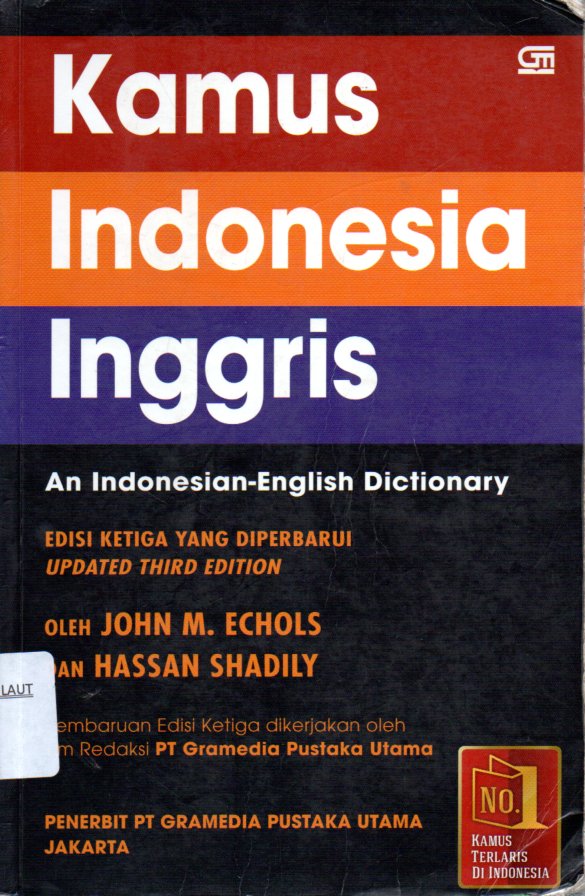 GM
Kamus
Indonesia
Inggris
An Indonesian-English Dictionary
EDISI KETIGA YANG DIPERBARUI
UPDATED THIRD EDITION
OLEH JOHN M. ECHOLS
HASSAN SHADILY
LAUT
Edisi Ketiga dikerjakan oleh
Redaksi PT Gramedia Pustaka Utama
PENERBIT PT GRAMEDIA PUSTAKA UTAMA
JAKARTA
NO.1
KAMUS
TERLARIS
DI INDONESIA